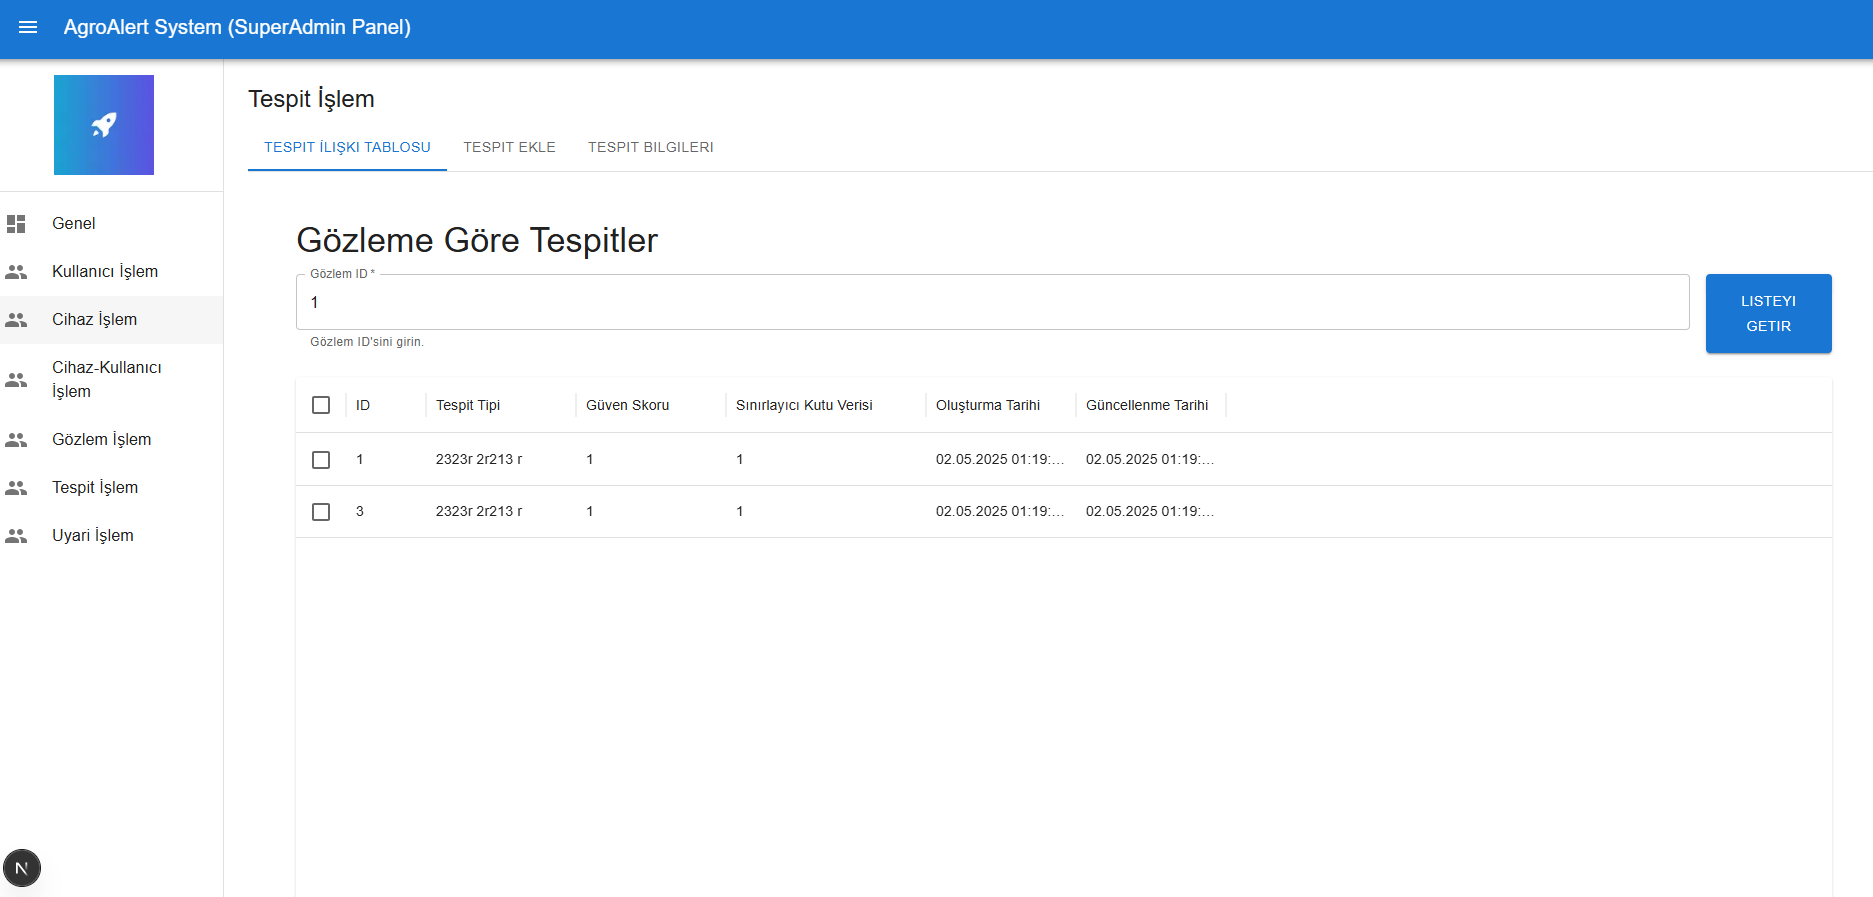 AgroAlert System (SuperAdmin Panel)
Tespit İşlem
TESPIT İLIŞKI TABLOSU TESPIT EKLE TESPIT BILGILERI
Genel
Kullanıcı İşlem
Cihaz İşlem
Cihaz-Kullanıcı
İşlem
Gözlem İşlem
Tespit İşlem
Uyari İşlem
Gözleme Göre Tespitler
Gözlem ID *
1
Gözlem ID'sini girin.
LISTEYI
GETIR
ID Tespit Tipi Güven Skoru Sınırlayıcı Kutu Verisi Oluşturma Tarihi Güncellenme Tarihi
1 2323r 2r213 r 1 1 02.05.2025 01:19:... 02.05.2025 01:19:...
3 2323r 2r213 r 1 1 02.05.2025 01:19:... 02.05.2025 01:19:...
N